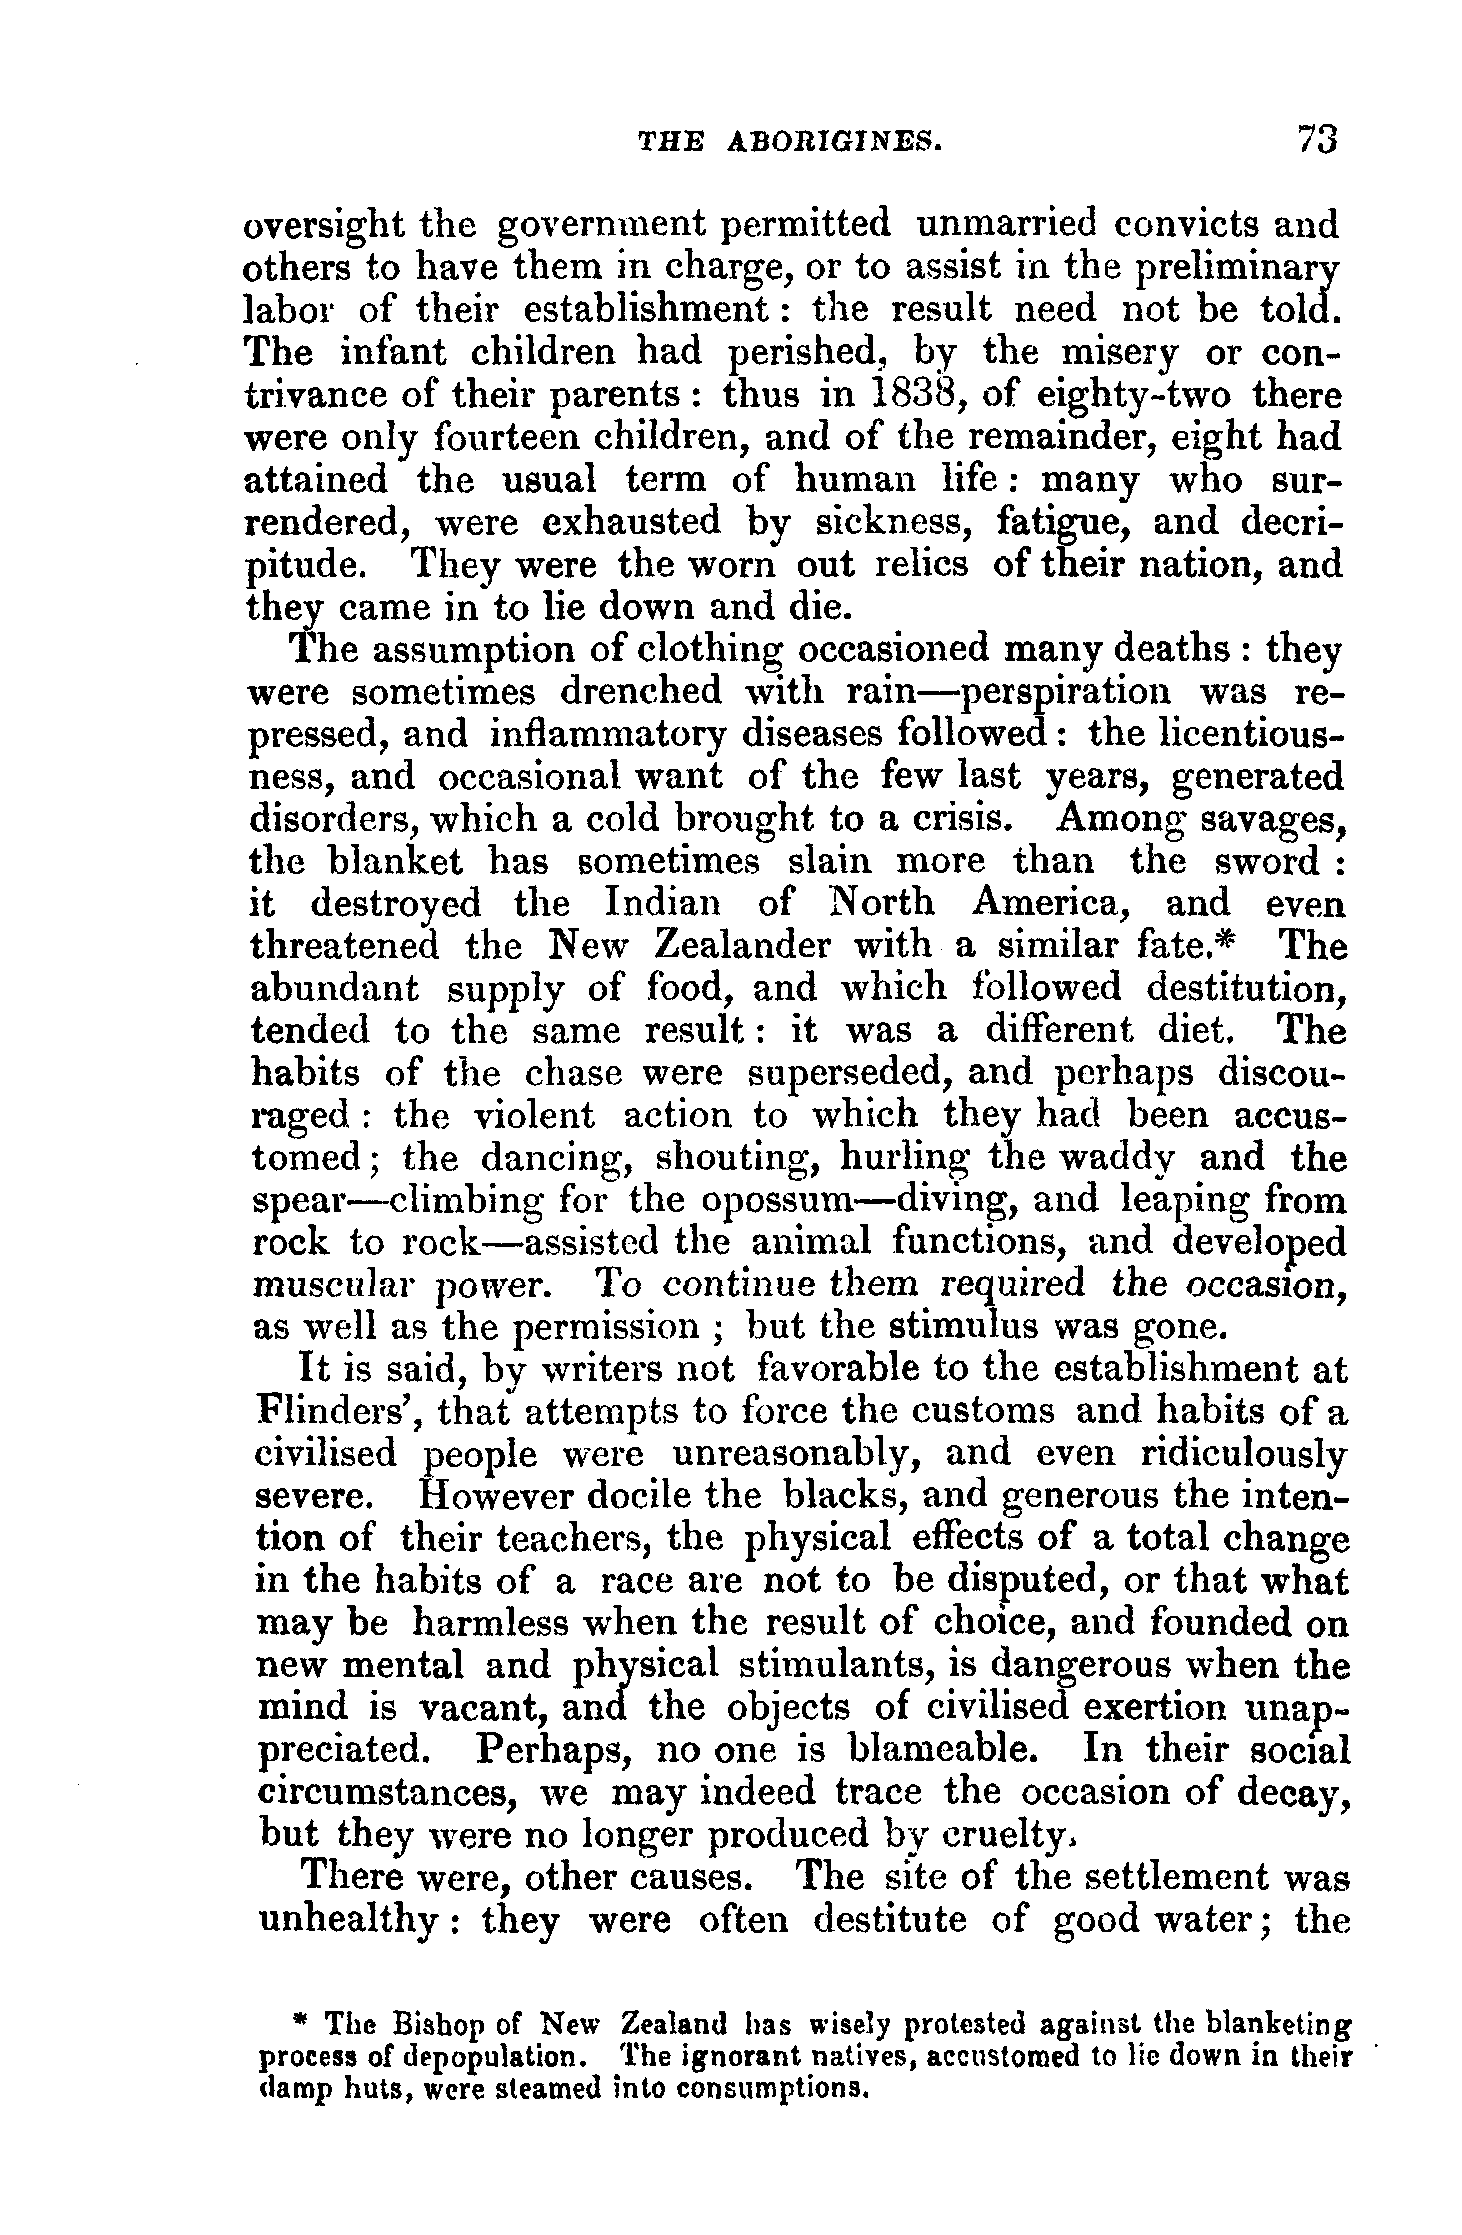 THE ABORIGINES. 73
oversight the government permitted unmarried convicts and
others to have them in charge, or to assist in the preliminary
labor of their establishment : the result need not be told.
The infant children had perished, by the misery or con-
trivance of their parents : thus in 1838, of eighty-two there
were only fourteen children, and of the remainder, eight had
attained the usual term of human life : many who sur-
rendered, were exhausted by sickness, fatigue, and decri-
pitude. They were the worn out relics of their nation, and
they came in to lie down and die.
The assumption of clothing occasioned many deaths : they
were sometimes drenched with rain—perspiration was re-
pressed, and inflammatory diseases followed : the licentious-
ness, and occasional want of the few last years, generated
disorders, which a cold brought to a crisis. Among savages,
the blanket has sometimes slain more than the sword :
it destroyed the Indian of North America, and even
threatened the New Zealander with a similar fate.* The
abundant supply of food, and which followed destitution,
tended to the same result : it was a different diet. The
habits of the chase were superseded, and perhaps discou-
raged : the violent action to which they had been accus-
tomed ; the dancing, shouting, hurling the waddy and the
spear—climbing for the opossum—diving, and leaping from
rock to rock—assisted the animal functions, and developed
muscular power. To continue them required the occasion,
as well as the permission ; but the stimulus was gone.
It is said, by writers not favorable to the establishment at
Flinders', that attempts to force the customs and habits of a
civilised people were unreasonably, and even ridiculously
severe. However docile the blacks, and generous the inten-
tion of their teachers, the physical effects of a total change
in the habits of a race are not to be disputed, or that what
may be harmless when the result of choice, and founded on
new mental and physical stimulants, is dangerous when the
mind is vacant, and the objects of civilised exertion unap-
preciated. Perhaps, no one is blameable. In their social
circumstances, we may indeed trace the occasion of decay,
but they were no longer produced by cruelty.
There were, other causes. The site of the settlement was
unhealthy : they were often destitute of good water ; the
* The Bishop of New Zealand has wisely protested against the blanketing
process of depopulation. The ignorant natives, accustomed to lie down in their
damp huts, were steamed into consumptions.